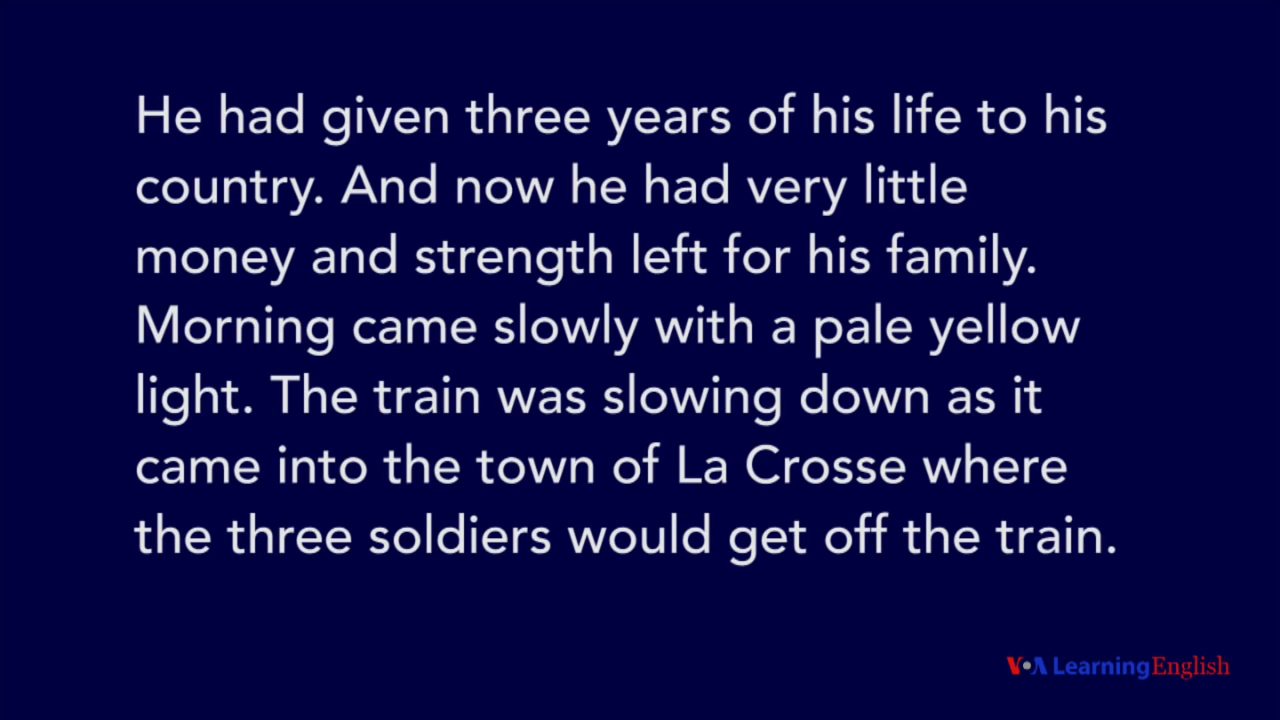 He had given three years of his life to his
country. And now he had very little
money and strength left for his family.
Morning came slowly with a pale yellow
light. The train was slowing down as it
came into the town of La Crosse where
the three soldiers would get off the train.
VOA Learning English